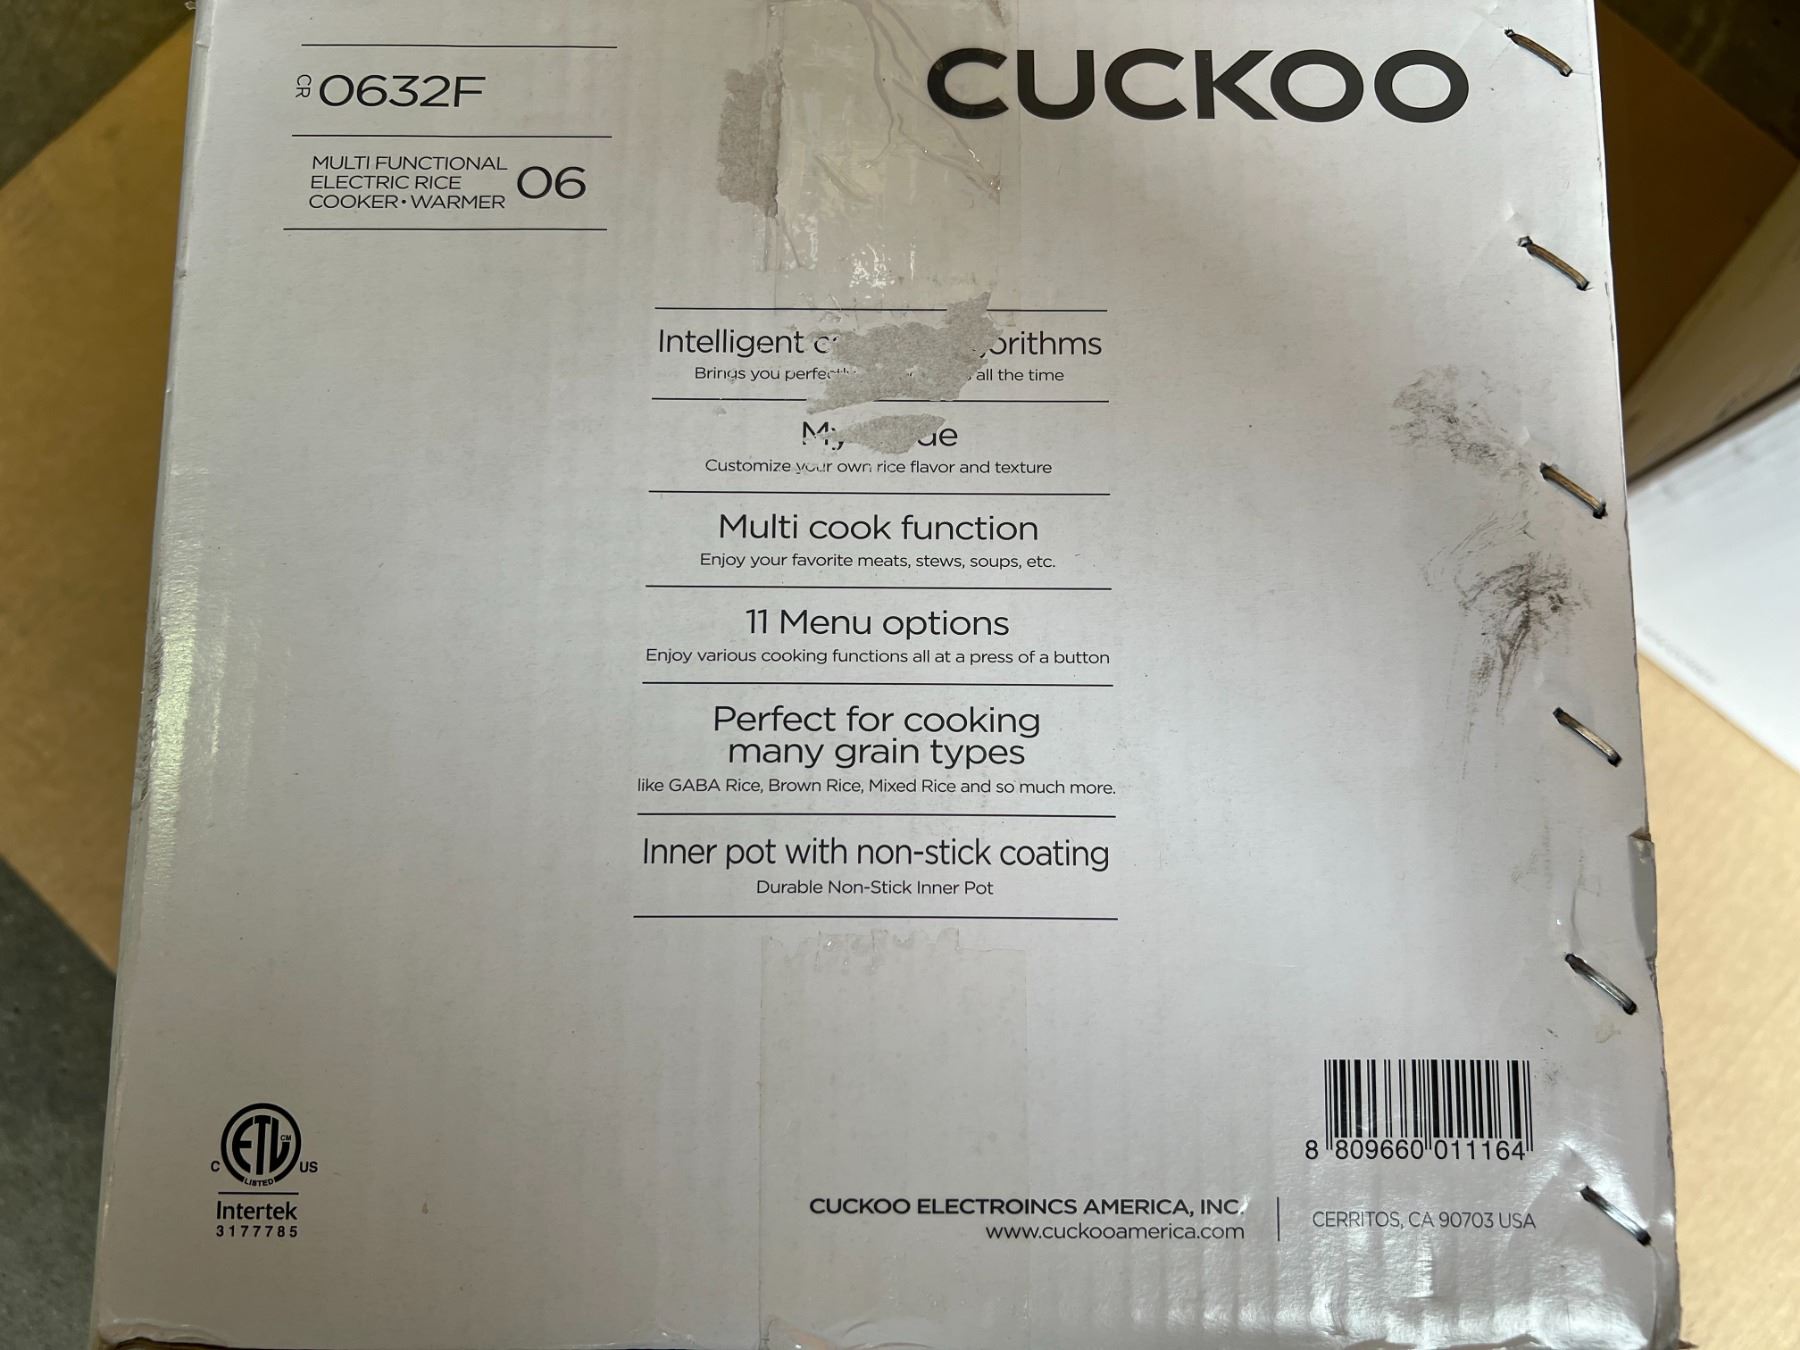 CR 0632F
CUCKOO
MULTI FUNCTIONAL
ELECTRIC RICE
COOKER • WARMER
06
Intelligent
Brings you all the time
Customize your own rice flavor and texture
Multi cook function
Enjoy your favorite meats, stews, soups, etc.
11 Menu options
Enjoy various cooking functions all at a press of a button
Perfect for cooking
many grain types
like GABA Rice, Brown Rice, Mixed Rice and so much more.
Inner pot with non-stick coating
Durable Non-Stick Inner Pot
ETL CM
C US
LISTED
Intertek
3177785
8 809660 011164
CUCKOO ELECTROINCS AMERICA, INC.
www.cuckooamerica.com
CERRITOS, CA 90703 USA